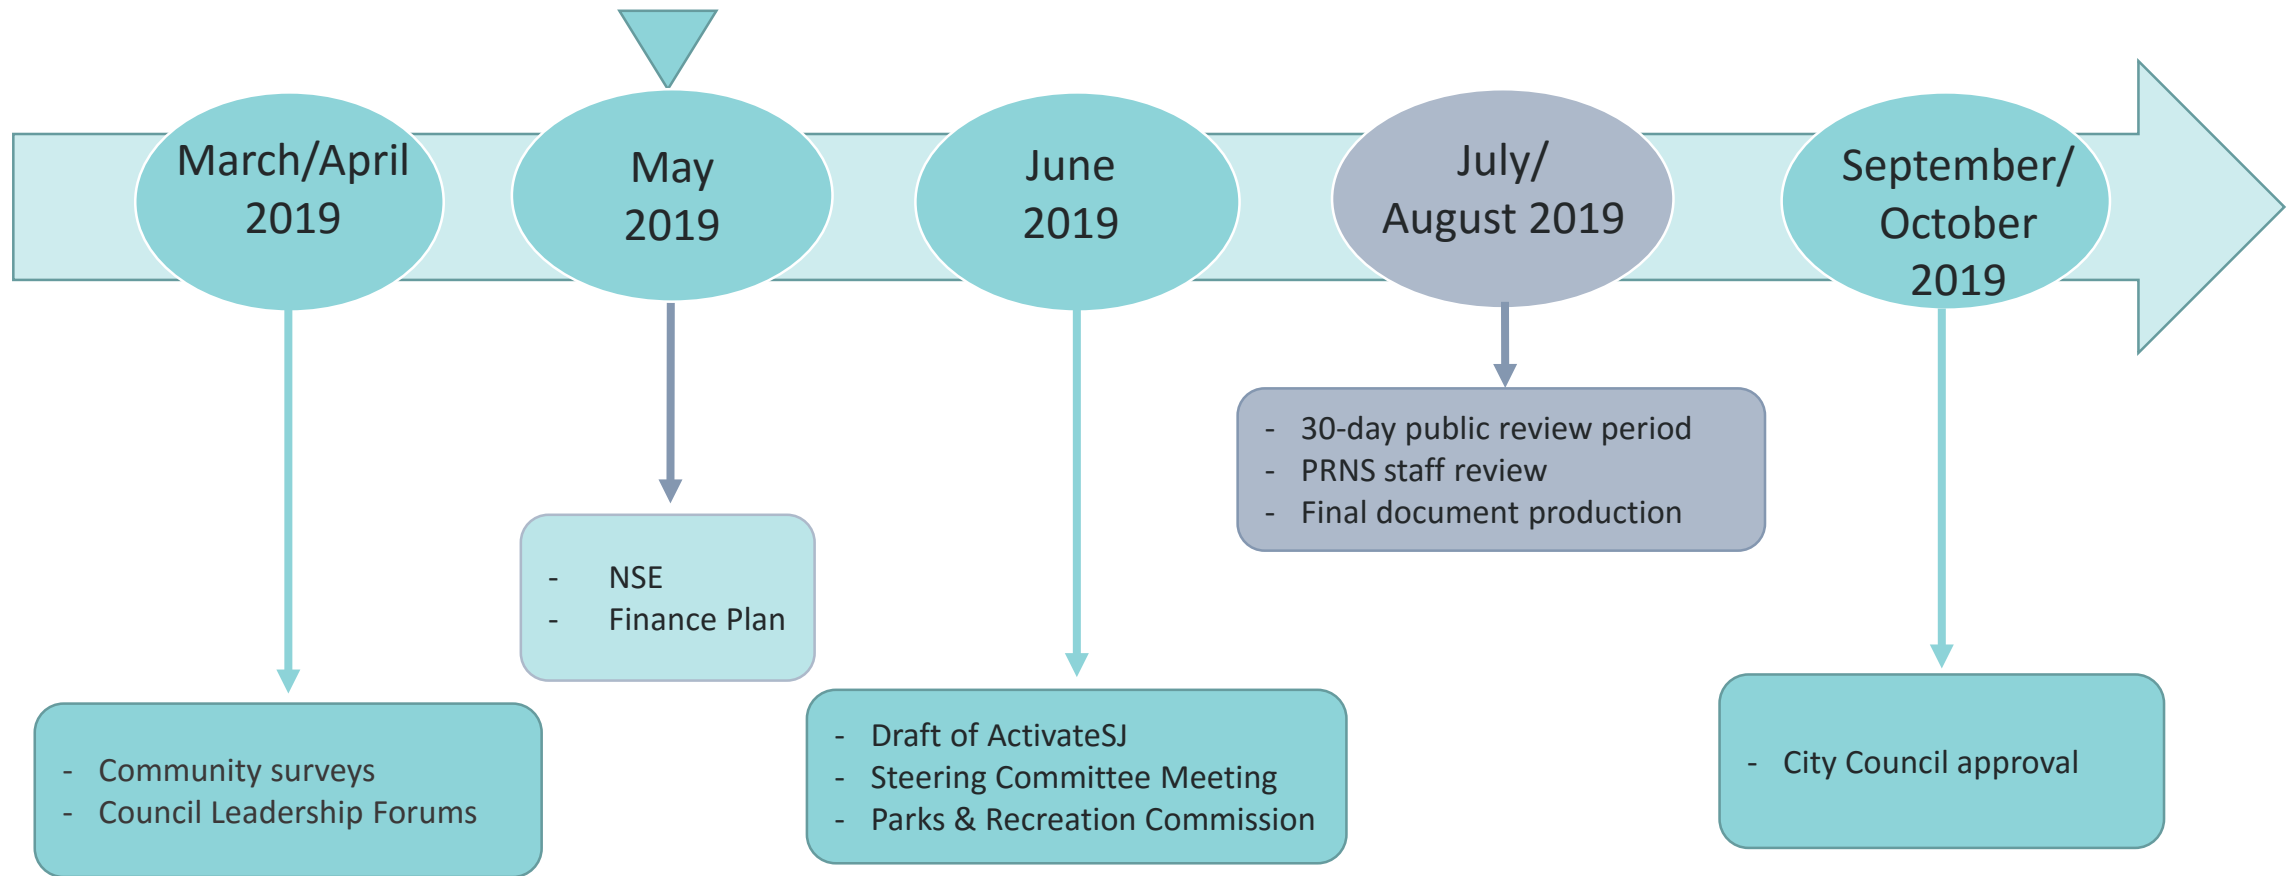 March/April
2019
May
2019
June
2019
July/
August 2019
September/
October
2019
- Community surveys
- Council Leadership Forums
- NSE
- Finance Plan
- Draft of ActivateSJ
- Steering Committee Meeting
- Parks & Recreation Commission
- 30-day public review period
- PRNS staff review
- Final document production
- City Council approval